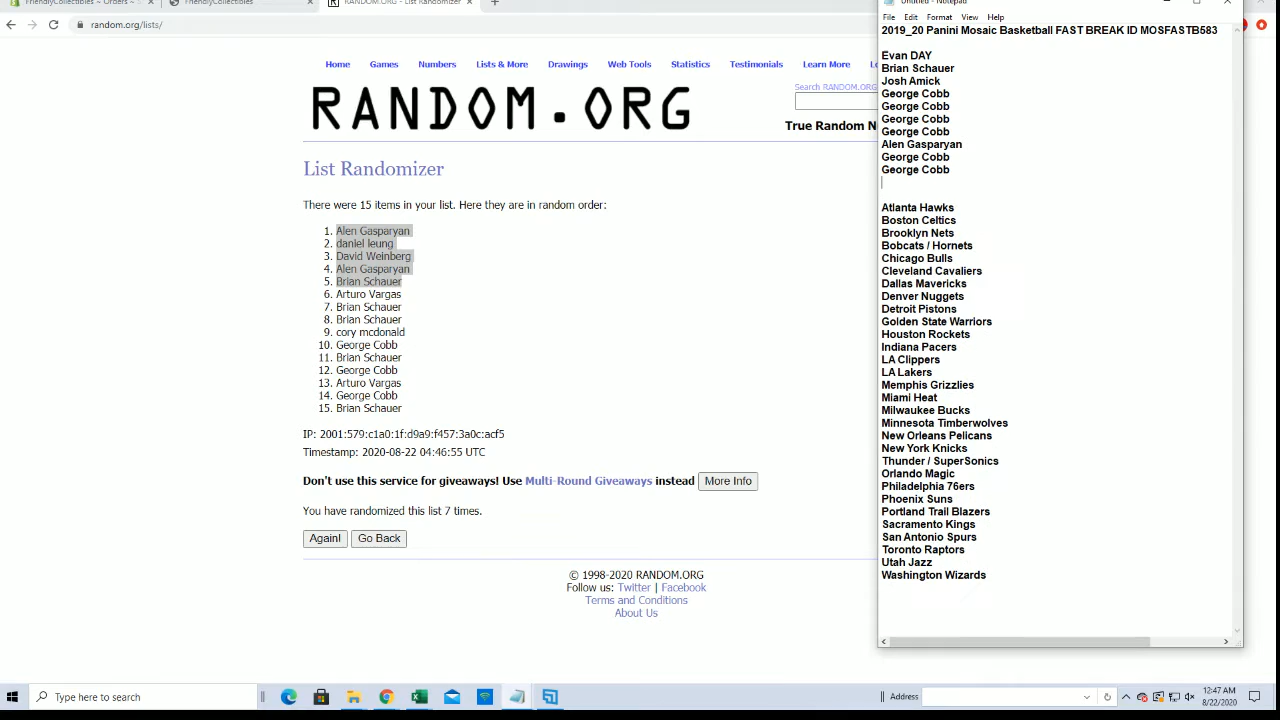 FriendlyCollectibles ~ Orders ~
FriendlyCollectibles
RANDOM.ORG - List Randomizer
random.org/lists/
Home Games Numbers Lists & More Drawings Web Tools Statistics Testimonials Learn More
Search RANDOM.ORG
RANDOM.ORG
True Random
List Randomizer
There were 15 items in your list. Here they are in random order:
1. Alen Gasparyan
2. daniel leung
3. David Weinberg
4. Alen Gasparyan
5. Brian Schauer
6. Arturo Vargas
7. Brian Schauer
8. Brian Schauer
9. cory mcdonald
10. George Cobb
11. Brian Schauer
12. George Cobb
13. Arturo Vargas
14. George Cobb
15. Brian Schauer
IP: 2001:579:c1a0:1f:d9a9:f457:3a0c:acf5
Timestamp: 2020-08-22 04:46:55 UTC
Don't use this service for giveaways! Use Multi-Round Giveaways instead More Info
You have randomized this list 7 times.
Again! Go Back
© 1998-2020 RANDOM.ORG
Follow us: Twitter | Facebook
Terms and Conditions
About Us
Untitled - Notepad
File Edit Format View Help
2019_20 Panini Mosaic Basketball FAST BREAK ID MOSFASTB583
Evan DAY
Brian Schauer
Josh Amick
George Cobb
George Cobb
George Cobb
George Cobb
Alen Gasparyan
George Cobb
George Cobb
Atlanta Hawks
Boston Celtics
Brooklyn Nets
Bobcats / Hornets
Chicago Bulls
Cleveland Cavaliers
Dallas Mavericks
Denver Nuggets
Detroit Pistons
Golden State Warriors
Houston Rockets
Indiana Pacers
LA Clippers
LA Lakers
Memphis Grizzlies
Miami Heat
Milwaukee Bucks
Minnesota Timberwolves
New Orleans Pelicans
New York Knicks
Thunder / SuperSonics
Orlando Magic
Philadelphia 76ers
Phoenix Suns
Portland Trail Blazers
Sacramento Kings
San Antonio Spurs
Toronto Raptors
Utah Jazz
Washington Wizards
Type here to search
Address
12:47 AM
8/22/2020